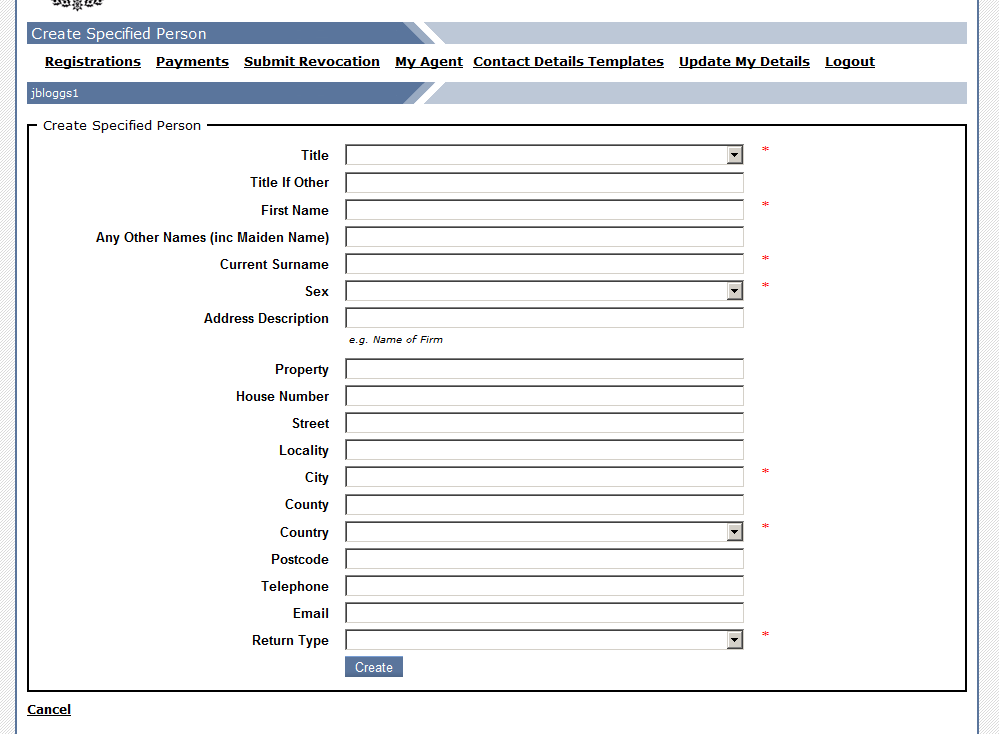 Create Specified Person
Registrations Payments Submit Revocation My Agent Contact Details Templates Update My Details Logout
jbloggs1
Create Specified Person
Title *
Title If Other
First Name *
Any Other Names (inc Maiden Name)
Current Surname *
Sex *
Address Description
e.g. Name of Firm
Property
House Number
Street
Locality
City *
County
Country *
Postcode
Telephone
Email
Return Type *
Create
Cancel